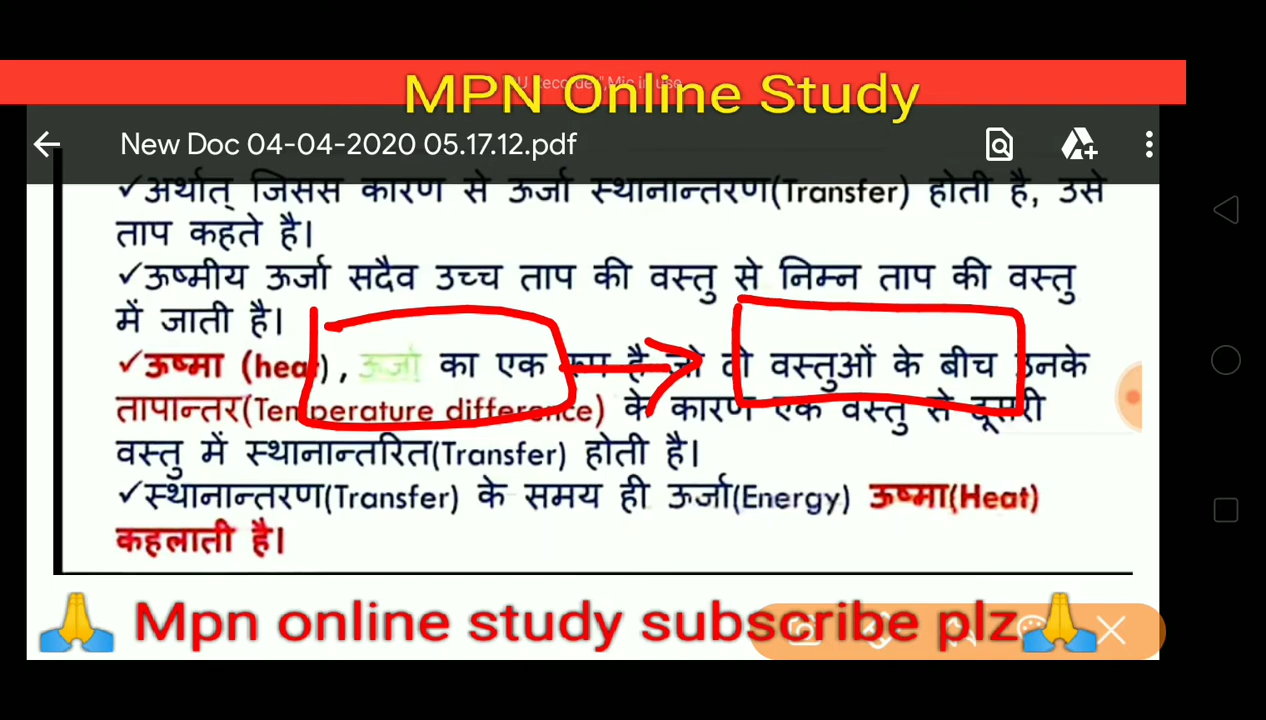 MPN Online Study
New Doc 04-04-2020 05.17.12.pdf
✓अर्थात् जिसस कारण से ऊर्जा स्थानान्तरण(Transfer) होती है, उसे
ताप कहते है।
✓ऊष्मीय ऊर्जा सदैव उच्च ताप की वस्तु से निम्न ताप की वस्तु
में जाती है।
✓ऊष्मा (heat), ऊर्जा का एक रूप है जो दो वस्तुओं के बीच उनके
तापान्तर(Temperature difference) के कारण एक वस्तु से दूसरी
वस्तु में स्थानान्तरित(Transfer) होती है।
✓स्थानान्तरण(Transfer) के समय ही ऊर्जा(Energy) ऊष्मा(Heat)
कहलाती है।
🙏 Mpn online study subscribe plz🙏